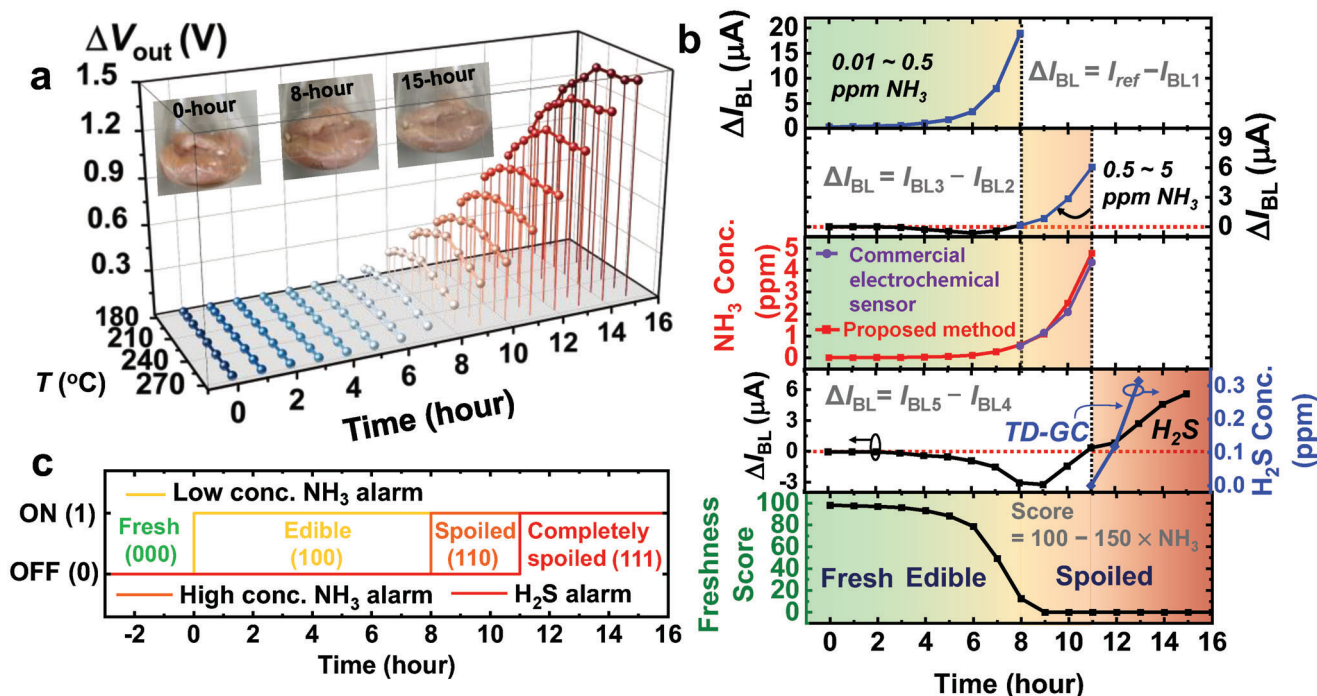 a
ΔVout (V)
1.5
1.2
0.9
0.6
0.3
0-hour
8-hour
15-hour
180
210
240
270
T (°C)
0
2
4
6
8
10
12
14
16
Time (hour)
b
ΔIBL (μA)
20
15
10
5
0
0.01 ~ 0.5
ppm NH3
ΔIBL = Iref −IBL1
ΔIBL = IBL3 − IBL2
0.5 ~ 5
ppm NH3
9
6
3
0
ΔIBL (μA)
NH3 Conc.
(ppm)
5
4
3
2
1
0
Commercial
electrochemical
sensor
Proposed method
ΔIBL (μA)
6
3
0
-3
ΔIBL= IBL5 − IBL4
TD-GC
H2S
0.3
0.2
0.1
0.0
H2S Conc.
(ppm)
Freshness
Score
100
80
60
40
20
0
Score
= 100 − 150 × NH3
Fresh Edible Spoiled
0 2 4 6 8 10 12 14 16
Time (hour)
c
ON (1)
OFF (0)
Low conc. NH3 alarm
Fresh
(000)
Edible
(100)
Spoiled
(110)
Completely
spoiled (111)
High conc. NH3 alarm
H2S alarm
-2 0 2 4 6 8 10 12 14 16
Time (hour)